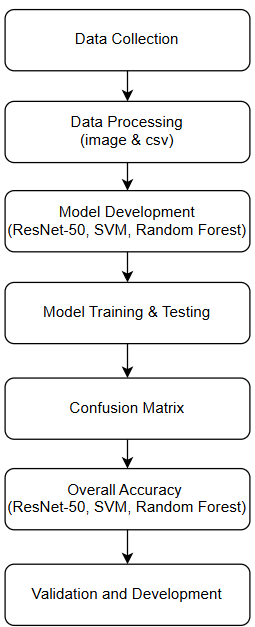 Data Collection
Data Processing
(image & csv)
Model Development
(ResNet-50, SVM, Random Forest)
Model Training & Testing
Confusion Matrix
Overall Accuracy
(ResNet-50, SVM, Random Forest)
Validation and Development